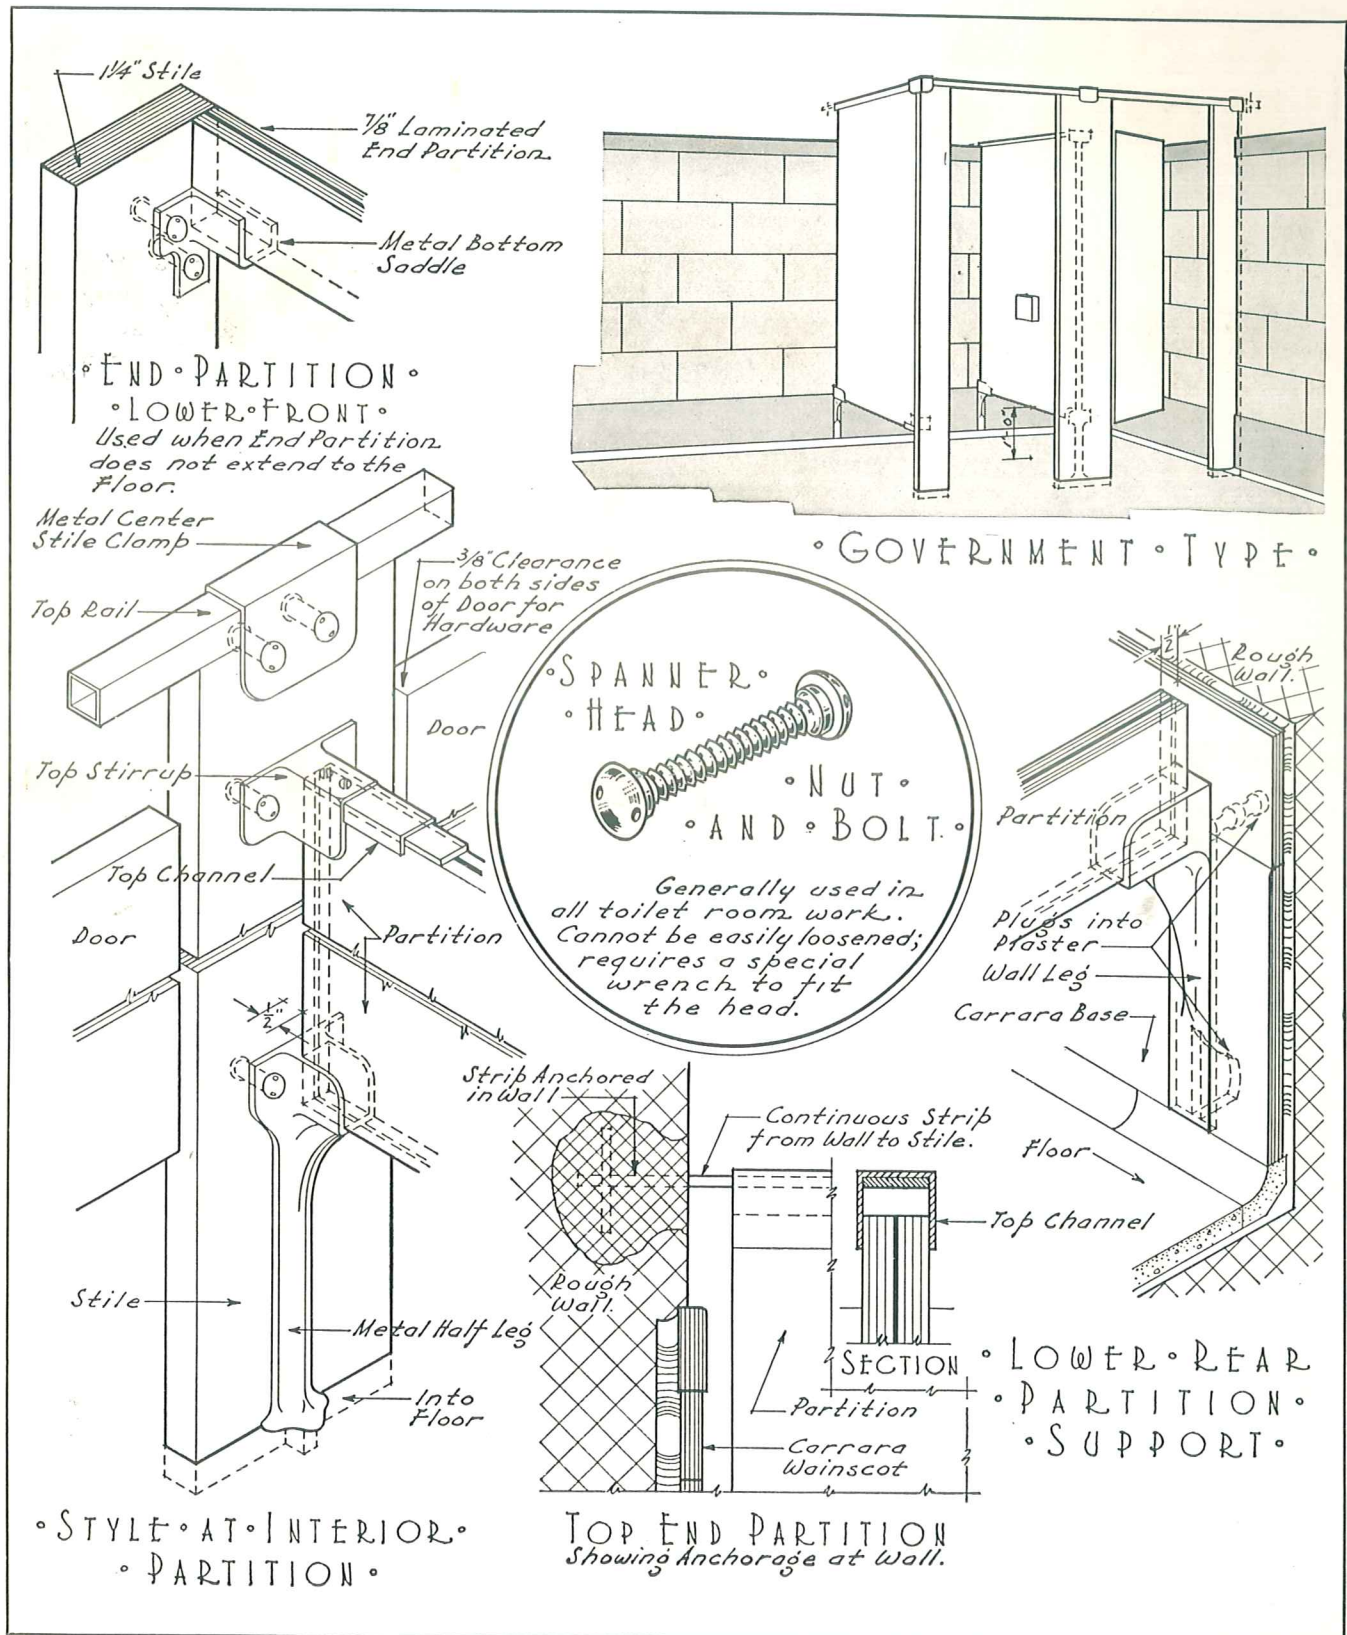 1¼" Stile
7/8" Laminated
End Partition
Metal Bottom
Saddle
END PARTITION
LOWER FRONT
Used when End Partition
does not extend to the
Floor.
GOVERNMENT TYPE
1'-0"
Metal Center
Stile Clamp
Top Rail
3/8" Clearance
on both sides
of Door for
Hardware
Door
Top Stirrup
Top Channel
Door
Partition
½"
Stile
Metal Half Leg
Into
Floor
STYLE AT INTERIOR
PARTITION
SPANNER
HEAD
NUT
AND BOLT
Generally used in
all toilet room work.
Cannot be easily loosened;
requires a special
wrench to fit
the head.
½"
Rough
Wall.
Partition
Plugs into
Plaster
Wall Leg
Carrara Base
Floor
LOWER REAR
PARTITION
SUPPORT
Strip Anchored
in Wall
Continuous Strip
from Wall to Stile.
Top Channel
Rough
Wall.
SECTION
Partition
Carrara
Wainscot
TOP END PARTITION
Showing Anchorage at Wall.